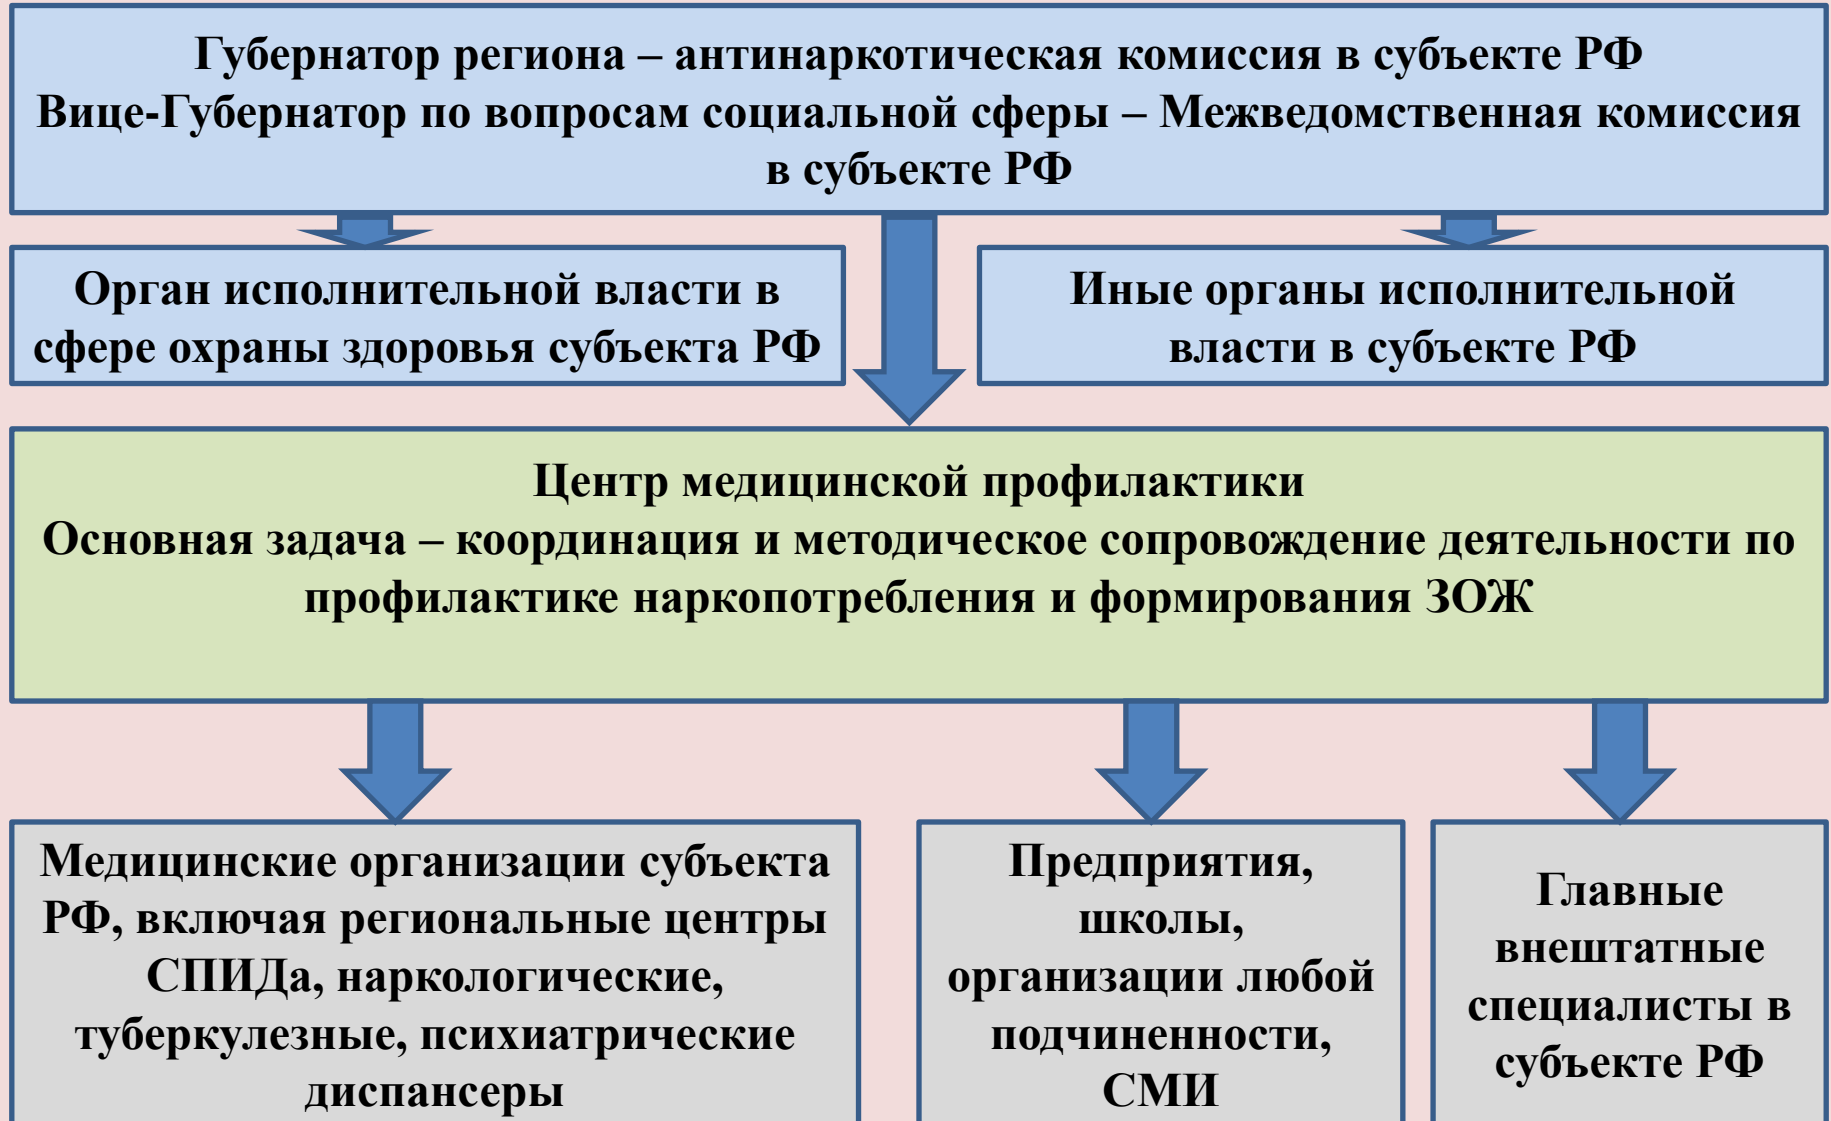 Губернатор региона – антинаркотическая комиссия в субъекте РФ
Вице-Губернатор по вопросам социальной сферы – Межведомственная комиссия
в субъекте РФ
Орган исполнительной власти в
сфере охраны здоровья субъекта РФ
Иные органы исполнительной
власти в субъекте РФ
Центр медицинской профилактики
Основная задача – координация и методическое сопровождение деятельности по
профилактике наркопотребления и формирования ЗОЖ
Медицинские организации субъекта
РФ, включая региональные центры
СПИДа, наркологические,
туберкулезные, психиатрические
диспансеры
Предприятия,
школы,
организации любой
подчиненности,
СМИ
Главные
внештатные
специалисты в
субъекте РФ